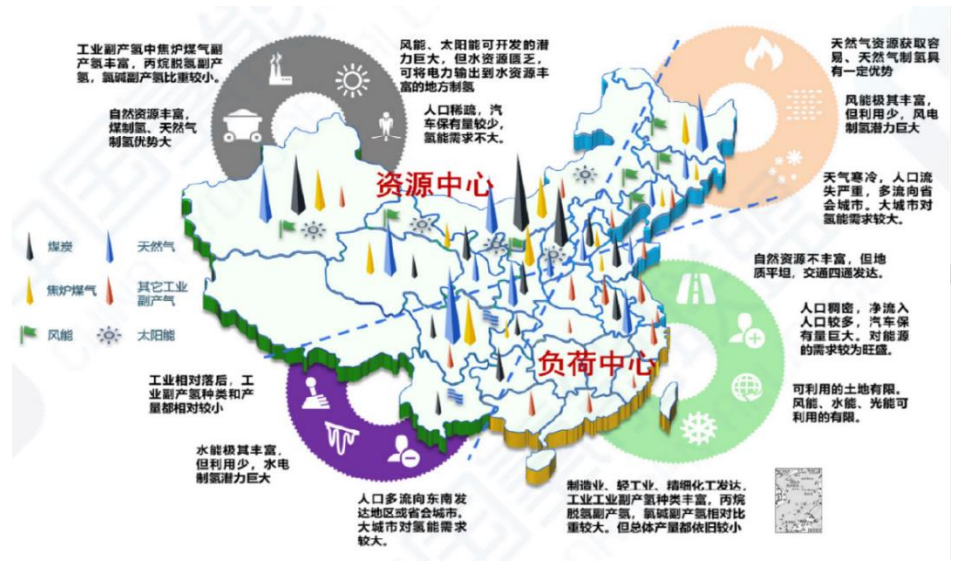 工业副产氢中焦炉煤气副
产氢丰富，丙烷脱氢副产
氢，氯碱副产氢比重较小。
自然资源丰富，
煤制氢、天然气
制氢优势大
风能、太阳能可开发的潜
力巨大，但水资源匮乏，
可将电力输出到水资源丰
富的地方制氢
人口稀疏，汽
车保有量较少，
氢能需求不大。
天然气资源获取容
易、天然气制氢具
有一定优势
风能极其丰富，
但利用少，风电
制氢潜力巨大
天气寒冷，人口流
失严重，多流向省
会城市。大城市对
氢能需求较大。
资源中心
负荷中心
煤炭
天然气
焦炉煤气
其它工业
副产气
风能
太阳能
自然资源不丰富，但地
质平坦，交通四通发达。
人口稠密，净流入
人口较多，汽车保
有量巨大。对能源
的需求较为旺盛。
可利用的土地有限。
风能、水能、光能可
利用的有限。
工业相对落后，工
业副产氢种类和产
量都相对较小
水能极其丰富，
但利用少，水电
制氢潜力巨大
人口多流向东南发
达地区或省会城市。
大城市对氢能需求
较大。
制造业、轻工业、精细化工发达，
工业工业副产氢种类丰富，丙烷
脱氢副产氢，氯碱副产氢相对比
重较大。但总体产量都依旧较小